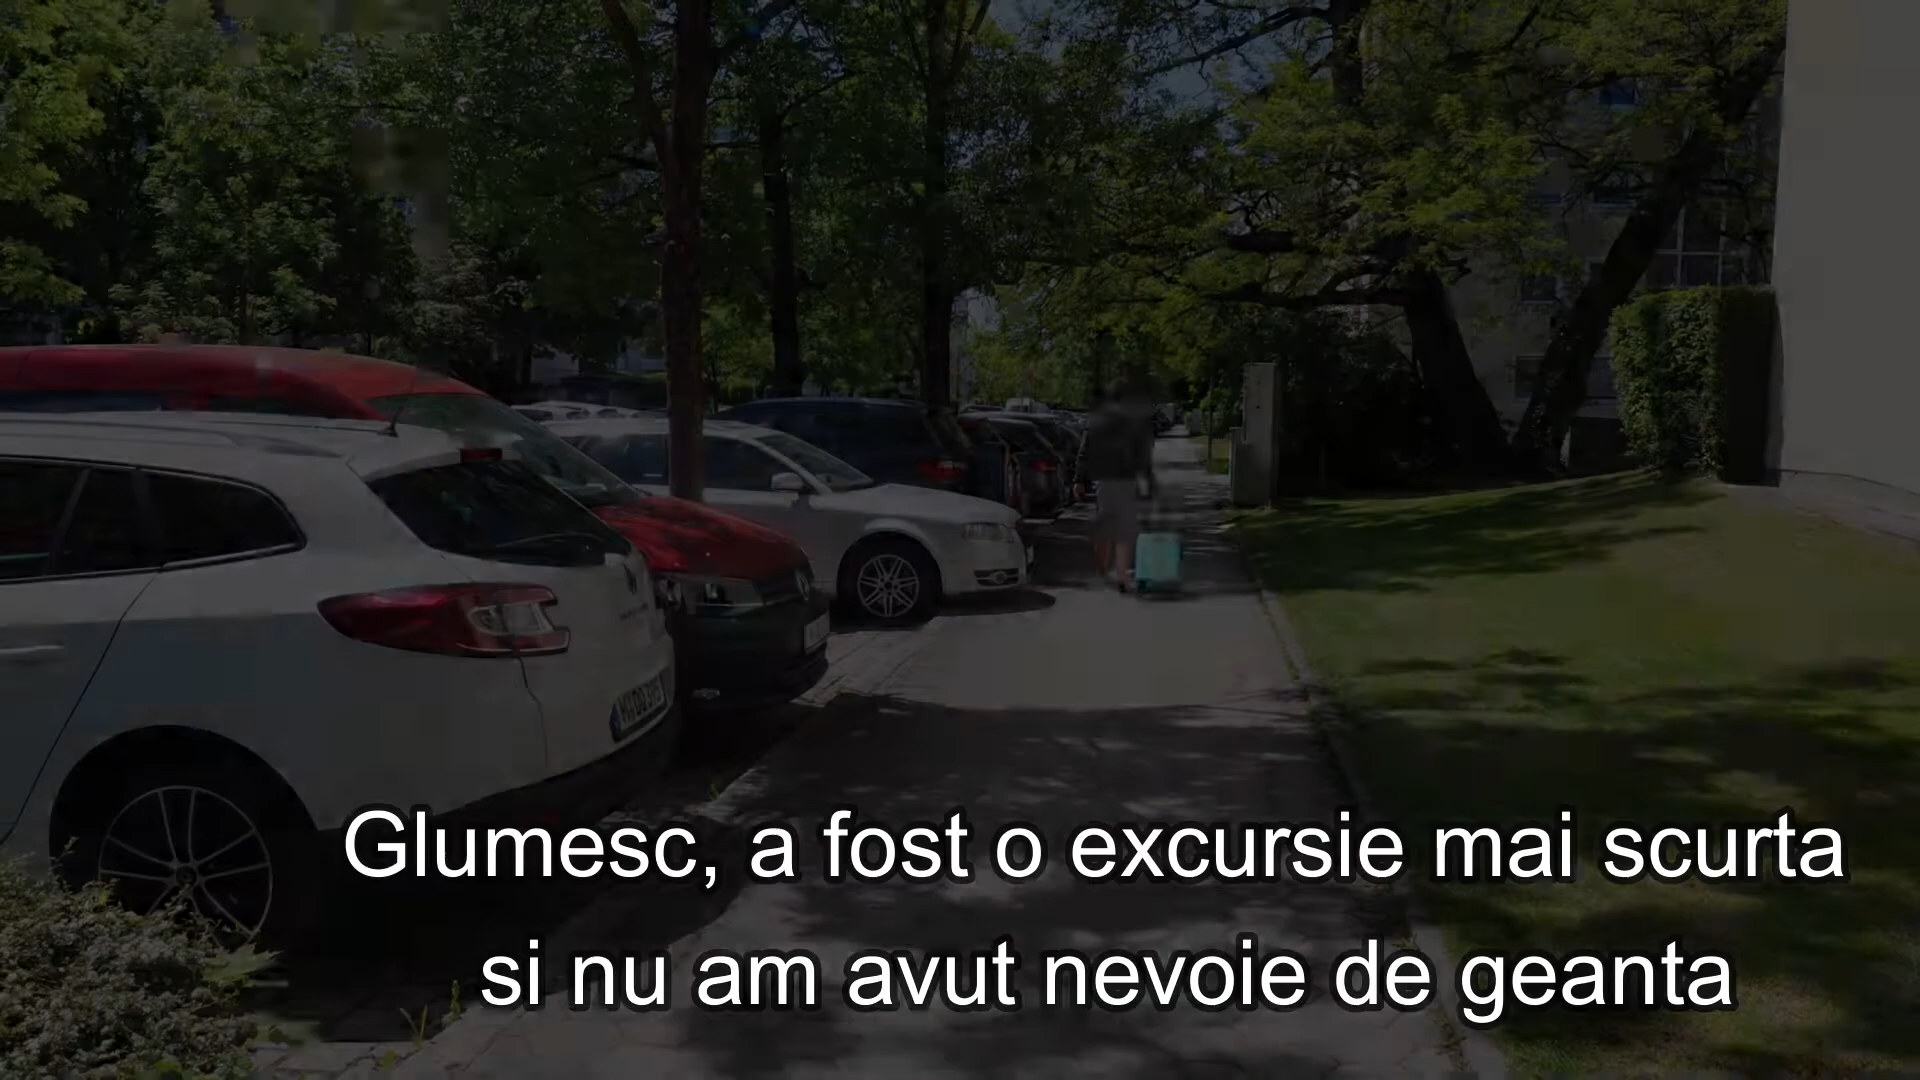 Glumesc, a fost o excursie mai scurta
si nu am avut nevoie de geanta